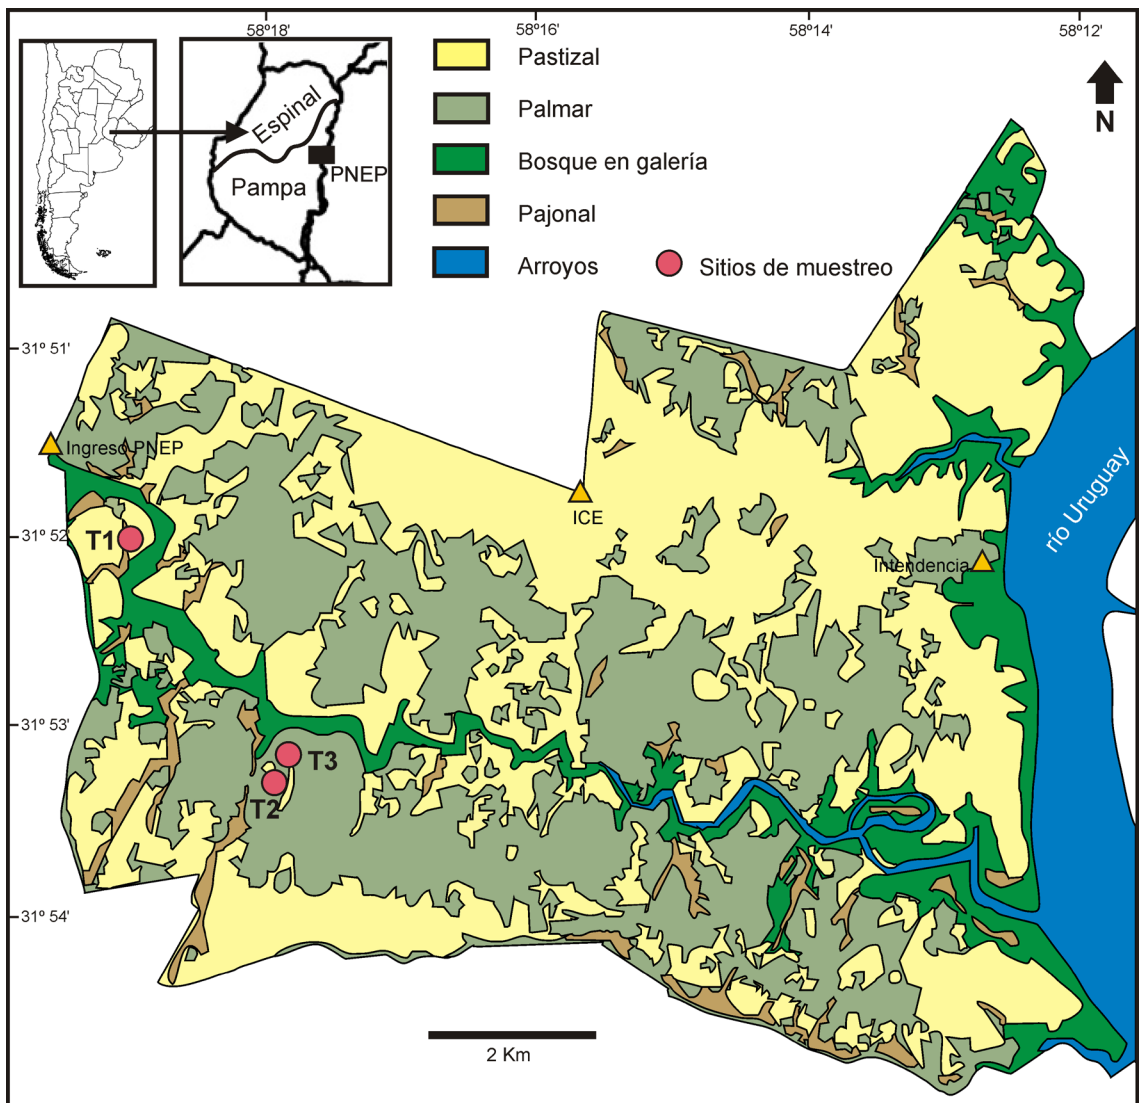 58º18'
58º16'
58º14'
58º12'
Pastizal
Palmar
Bosque en galería
Pajonal
Arroyos
Sitios de muestreo
N
Espinal
Pampa
PNEP
31º 51'
Ingreso PNEP
ICE
31º 52
T1
Intendencia
río Uruguay
31º 53'
T3
T2
31º 54'
2 Km